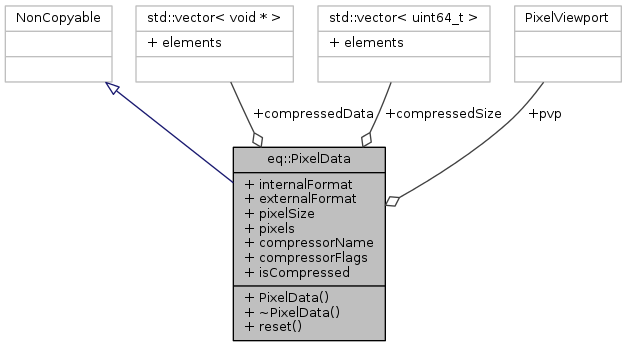 NonCopyable
std::vector< void * >
+ elements
std::vector< uint64_t >
+ elements
PixelViewport
+compressedData
+compressedSize
+pvp
eq::PixelData
+ internalFormat
+ externalFormat
+ pixelSize
+ pixels
+ compressorName
+ compressorFlags
+ isCompressed
+ PixelData()
+ ~PixelData()
+ reset()